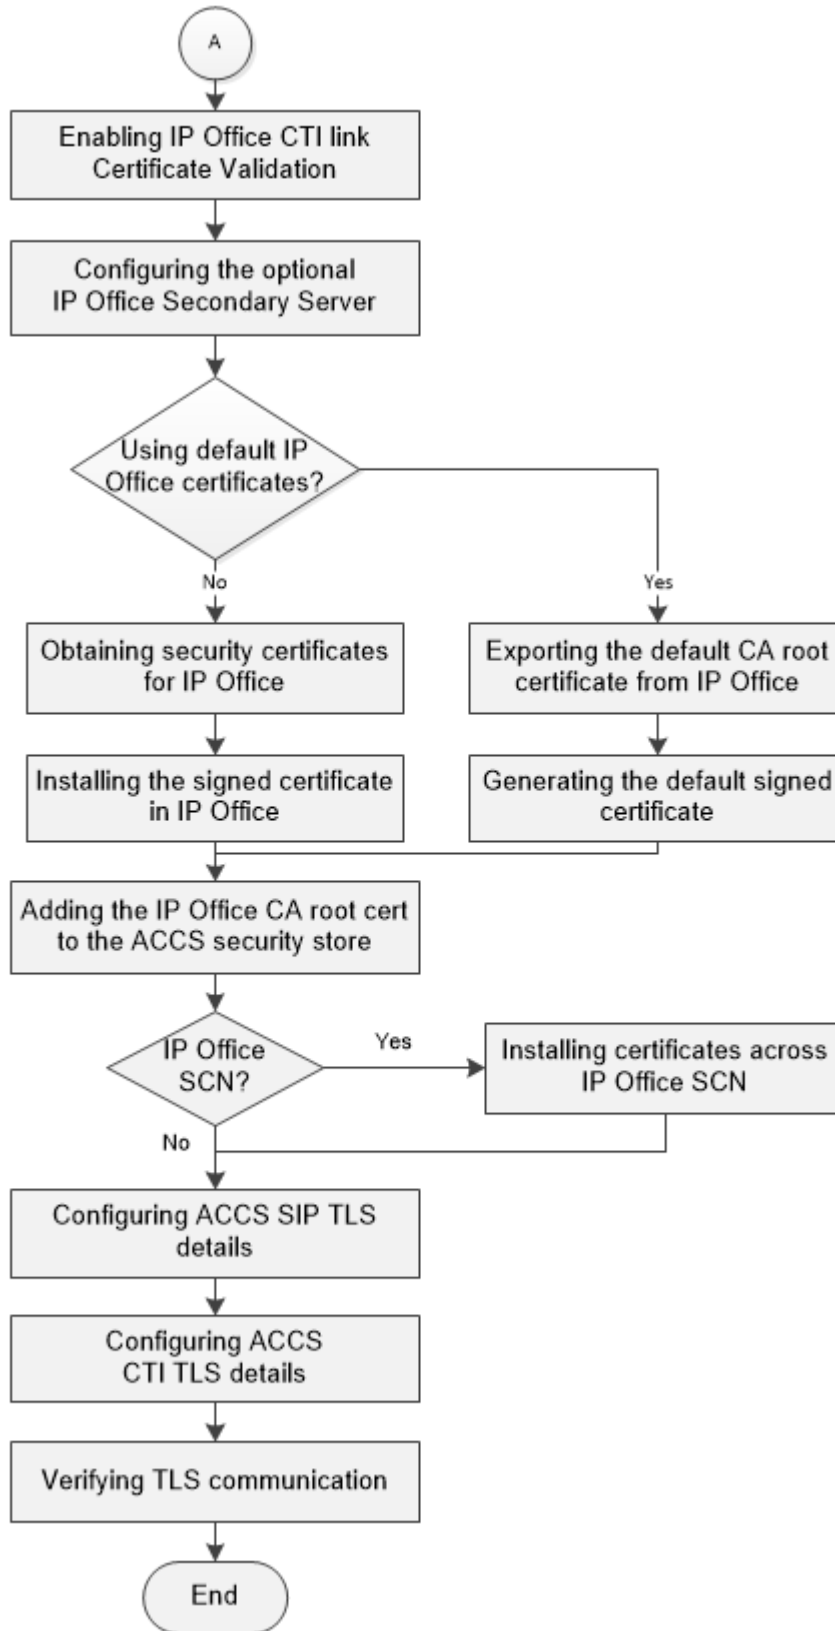 A
Enabling IP Office CTI link
Certificate Validation
Configuring the optional
IP Office Secondary Server
Using default IP
Office certificates?
No
Yes
Obtaining security certificates
for IP Office
Exporting the default CA root
certificate from IP Office
Installing the signed certificate
in IP Office
Generating the default signed
certificate
Adding the IP Office CA root cert
to the ACCS security store
IP Office
SCN?
Yes
Installing certificates across
IP Office SCN
No
Configuring ACCS SIP TLS
details
Configuring ACCS
CTI TLS details
Verifying TLS communication
End